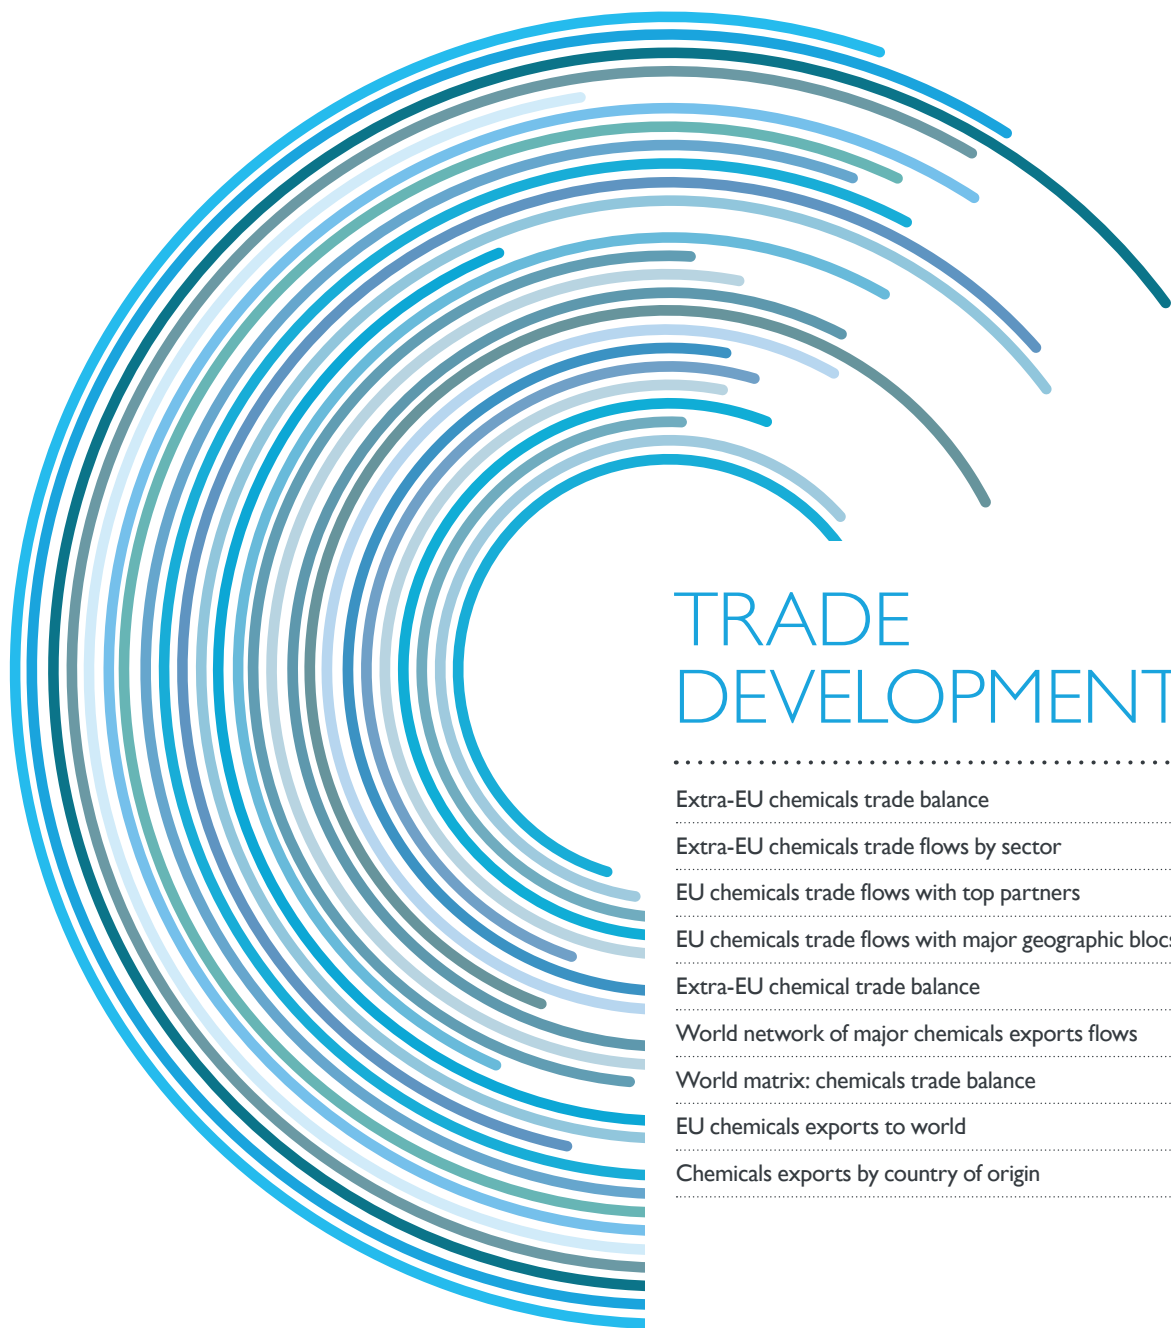 TRADE
DEVELOPMENT
Extra-EU chemicals trade balance
Extra-EU chemicals trade flows by sector
EU chemicals trade flows with top partners
EU chemicals trade flows with major geographic blocs
Extra-EU chemical trade balance
World network of major chemicals exports flows
World matrix: chemicals trade balance
EU chemicals exports to world
Chemicals exports by country of origin